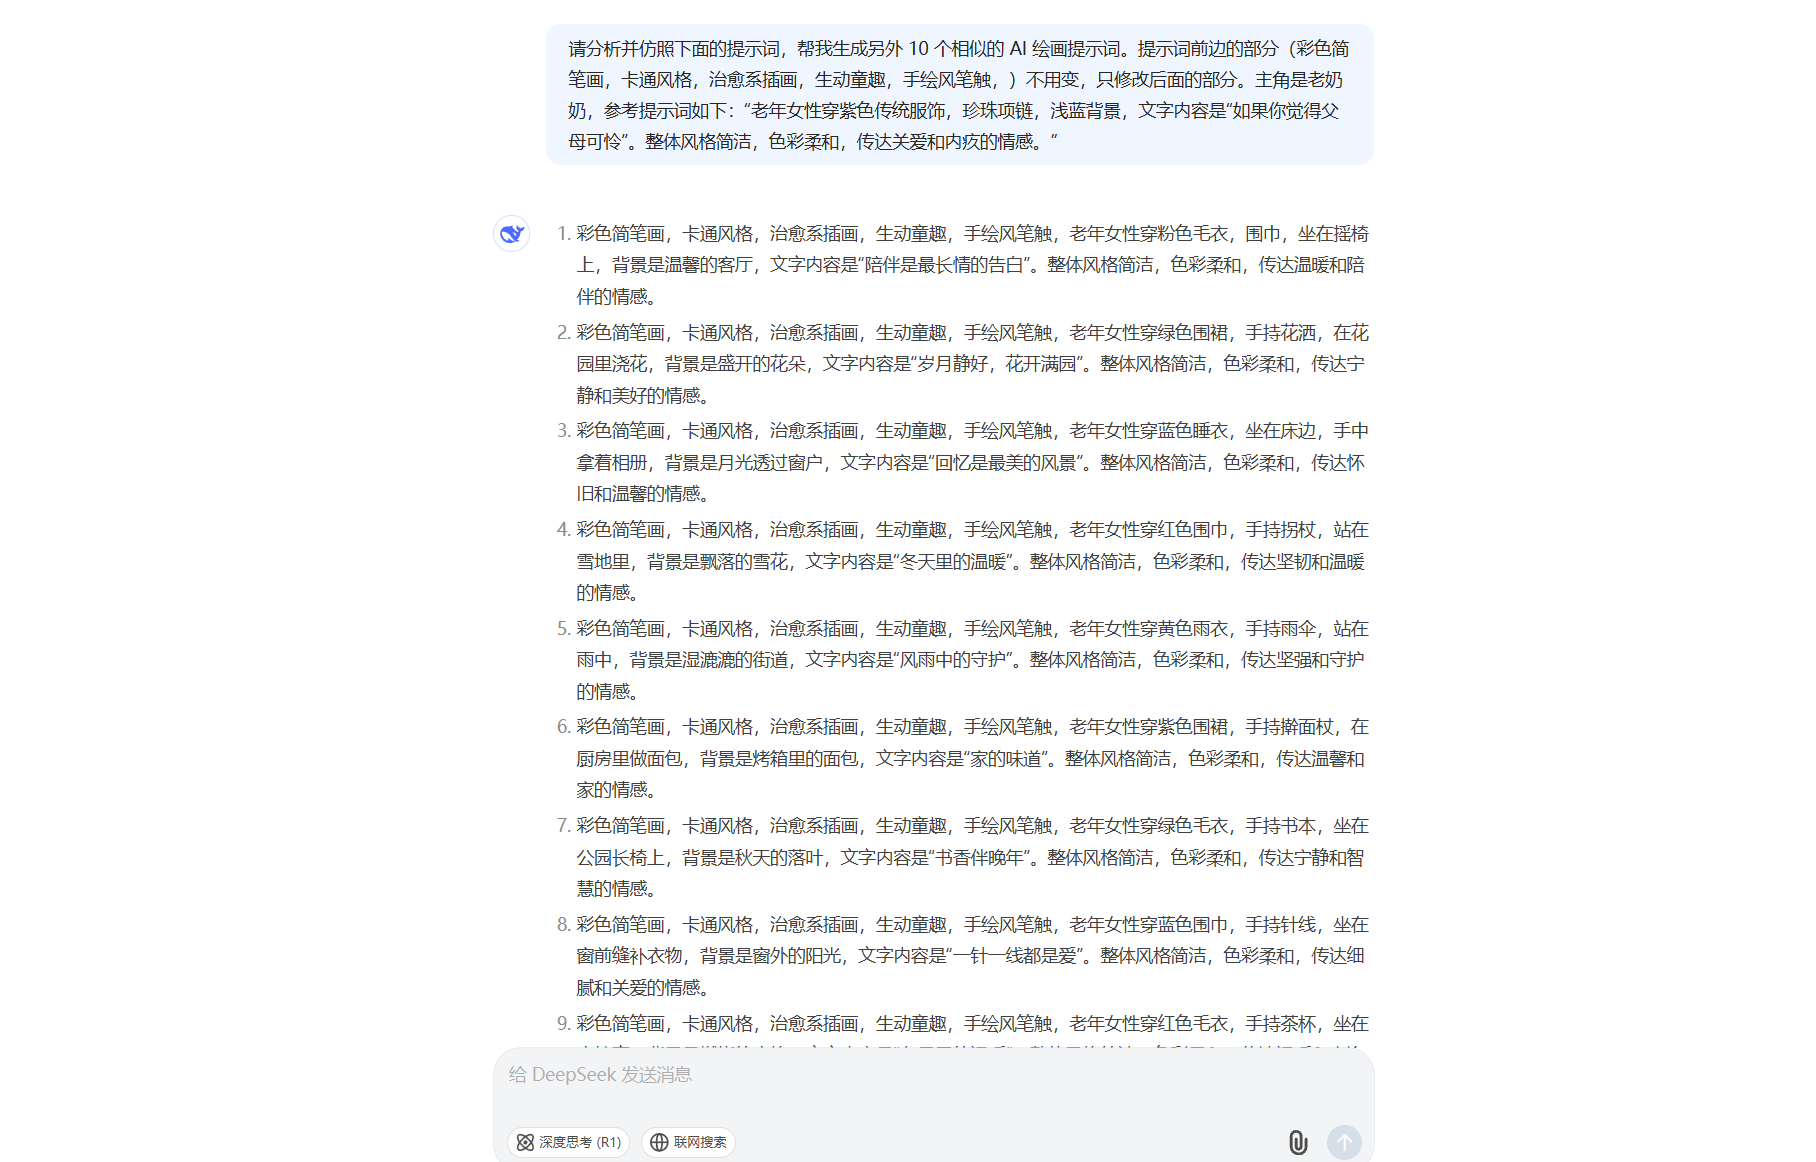 请分析并仿照下面的提示词，帮我生成另外 10 个相似的 AI 绘画提示词。提示词前边的部分（彩色简
笔画，卡通风格，治愈系插画，生动童趣，手绘风笔触，）不用变，只修改后面的部分。主角是老奶
奶，参考提示词如下：“老年女性穿紫色传统服饰，珍珠项链，浅蓝背景，文字内容是“如果你觉得父
母可怜”。整体风格简洁，色彩柔和，传达关爱和内疚的情感。”
1. 彩色简笔画，卡通风格，治愈系插画，生动童趣，手绘风笔触，老年女性穿粉色毛衣，围巾，坐在摇椅
上，背景是温馨的客厅，文字内容是“陪伴是最长情的告白”。整体风格简洁，色彩柔和，传达温暖和陪
伴的情感。
2. 彩色简笔画，卡通风格，治愈系插画，生动童趣，手绘风笔触，老年女性穿绿色围裙，手持花洒，在花
园里浇花，背景是盛开的花朵，文字内容是“岁月静好，花开满园”。整体风格简洁，色彩柔和，传达宁
静和美好的情感。
3. 彩色简笔画，卡通风格，治愈系插画，生动童趣，手绘风笔触，老年女性穿蓝色睡衣，坐在床边，手中
拿着相册，背景是月光透过窗户，文字内容是“回忆是最美的风景”。整体风格简洁，色彩柔和，传达怀
旧和温馨的情感。
4. 彩色简笔画，卡通风格，治愈系插画，生动童趣，手绘风笔触，老年女性穿红色围巾，手持拐杖，站在
雪地里，背景是飘落的雪花，文字内容是“冬天里的温暖”。整体风格简洁，色彩柔和，传达坚韧和温暖
的情感。
5. 彩色简笔画，卡通风格，治愈系插画，生动童趣，手绘风笔触，老年女性穿黄色雨衣，手持雨伞，站在
雨中，背景是湿漉漉的街道，文字内容是“风雨中的守护”。整体风格简洁，色彩柔和，传达坚强和守护
的情感。
6. 彩色简笔画，卡通风格，治愈系插画，生动童趣，手绘风笔触，老年女性穿紫色围裙，手持擀面杖，在
厨房里做面包，背景是烤箱里的面包，文字内容是“家的味道”。整体风格简洁，色彩柔和，传达温馨和
家的情感。
7. 彩色简笔画，卡通风格，治愈系插画，生动童趣，手绘风笔触，老年女性穿绿色毛衣，手持书本，坐在
公园长椅上，背景是秋天的落叶，文字内容是“书香伴晚年”。整体风格简洁，色彩柔和，传达宁静和智
慧的情感。
8. 彩色简笔画，卡通风格，治愈系插画，生动童趣，手绘风笔触，老年女性穿蓝色围巾，手持针线，坐在
窗前缝补衣物，背景是窗外的阳光，文字内容是“一针一线都是爱”。整体风格简洁，色彩柔和，传达细
腻和关爱的情感。
9. 彩色简笔画，卡通风格，治愈系插画，生动童趣，手绘风笔触，老年女性穿红色毛衣，手持茶杯，坐在
给 DeepSeek 发送消息
深度思考 (R1) 联网搜索